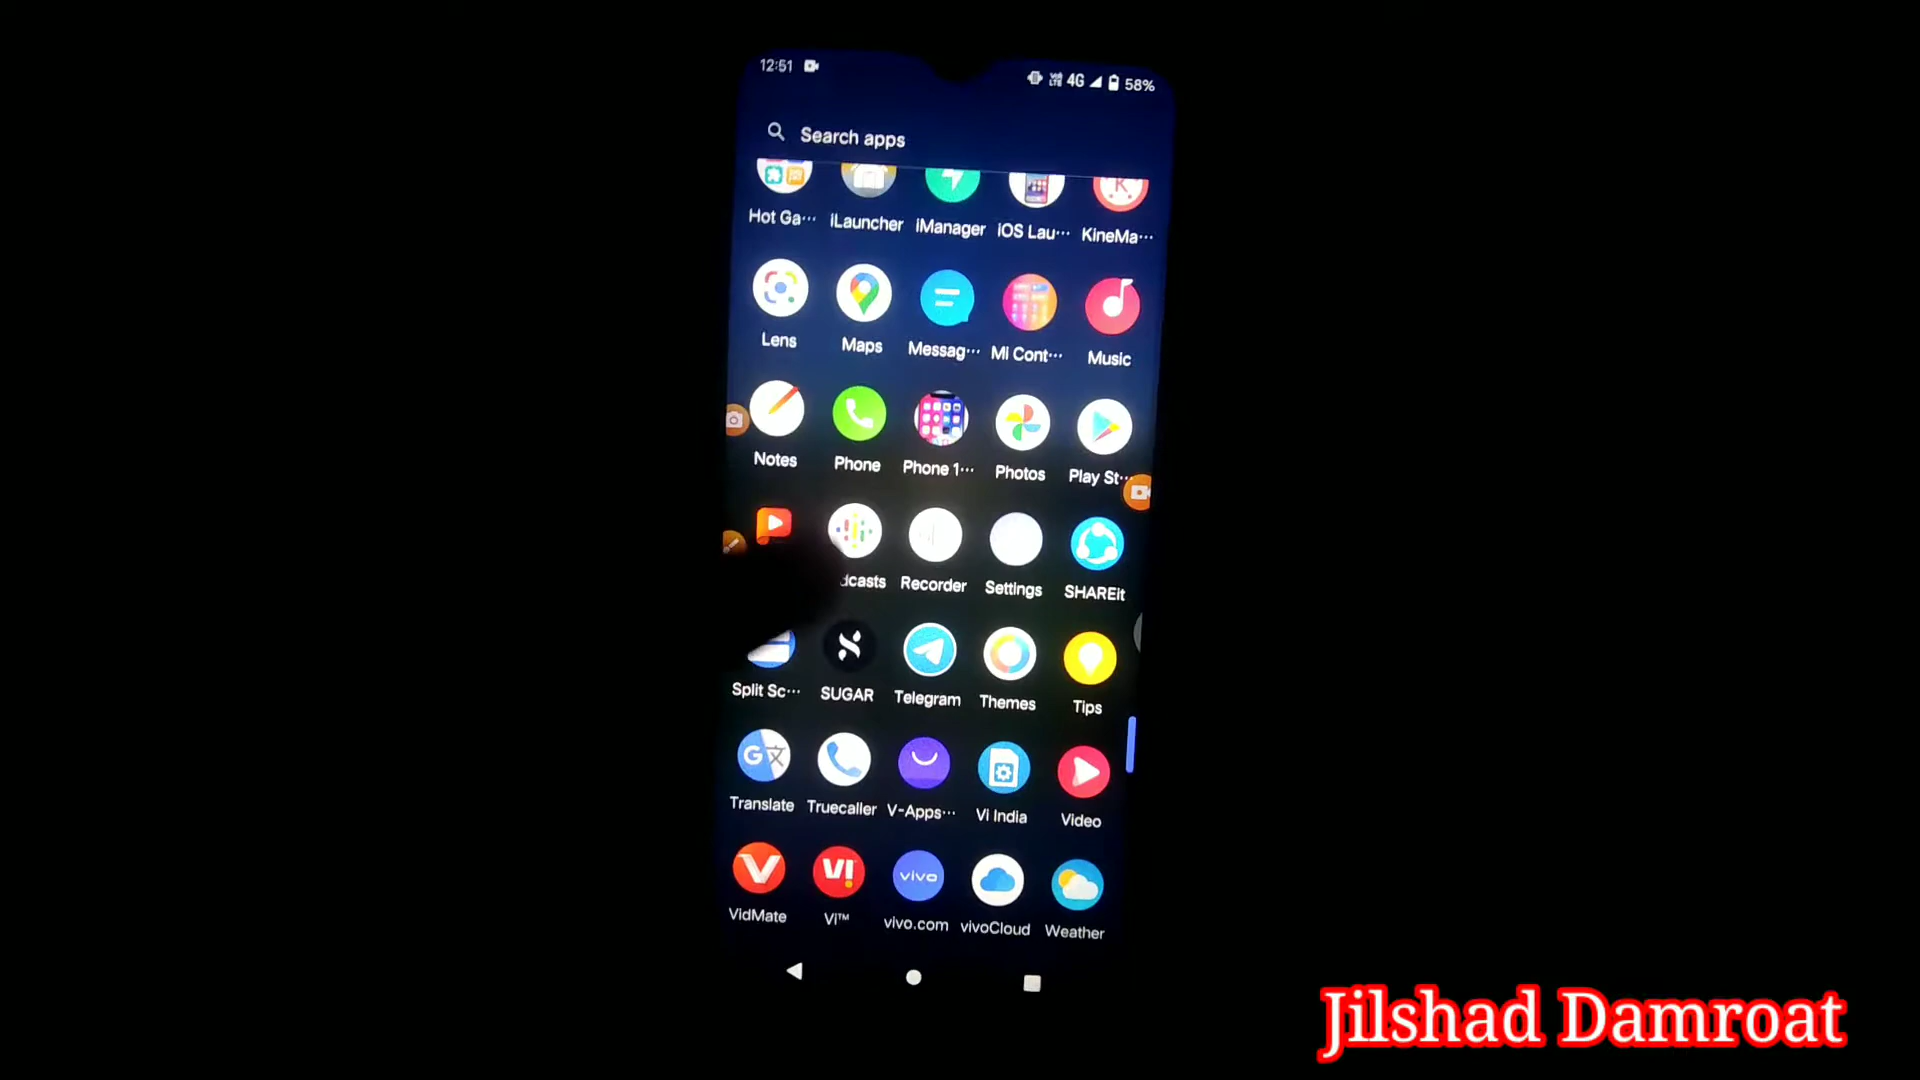 12:51 4G 58%
Search apps
Hot Ga... iLauncher iManager iOS Lau... KineMa...
Lens Maps Messag... Mi Cont... Music
Notes Phone Phone 1... Photos Play St...
dcasts Recorder Settings SHAREit
Split Sc... SUGAR Telegram Themes Tips
Translate Truecaller V-Apps... Vi India Video
VI vivo
VidMate Vi™ vivo.com vivoCloud Weather
Jilshad Damroat